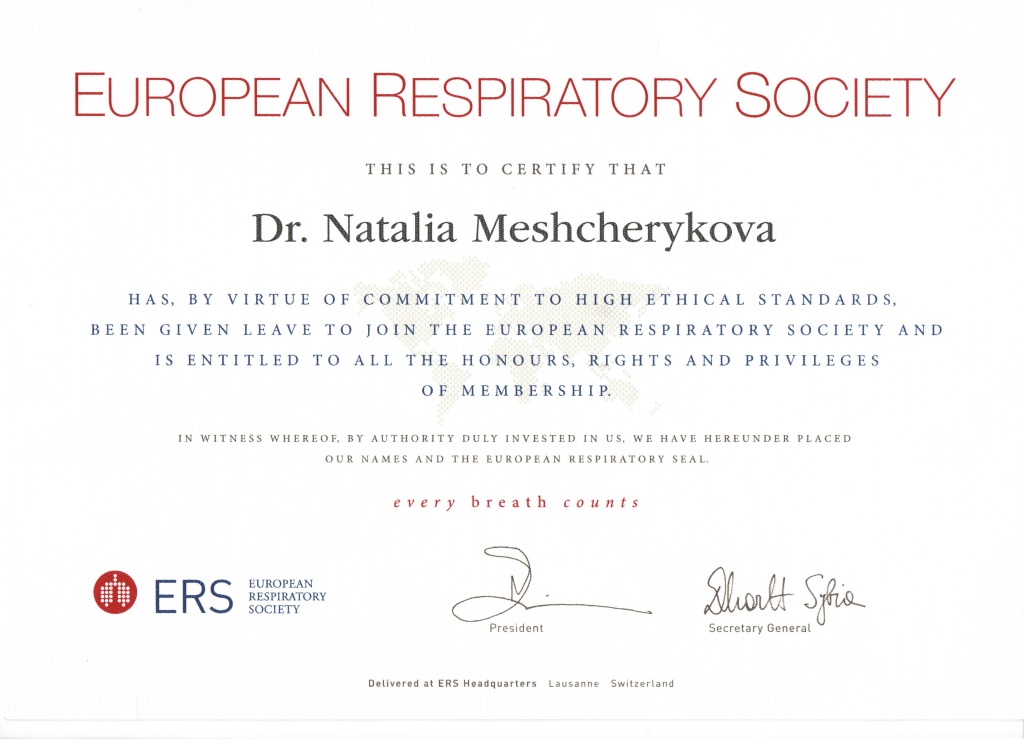 EUROPEAN RESPIRATORY SOCIETY
THIS IS TO CERTIFY THAT
Dr. Natalia Meshcherykova
HAS, BY VIRTUE OF COMMITMENT TO HIGH ETHICAL STANDARDS,
BEEN GIVEN LEAVE TO JOIN THE EUROPEAN RESPIRATORY SOCIETY AND
IS ENTITLED TO ALL THE HONOURS, RIGHTS AND PRIVILEGES
OF MEMBERSHIP.
IN WITNESS WHEREOF, BY AUTHORITY DULY INVESTED IN US, WE HAVE HEREUNDER PLACED
OUR NAMES AND THE EUROPEAN RESPIRATORY SEAL.
every breath counts
ERS EUROPEAN
RESPIRATORY
SOCIETY
President
Secretary General
Delivered at ERS Headquarters Lausanne Switzerland